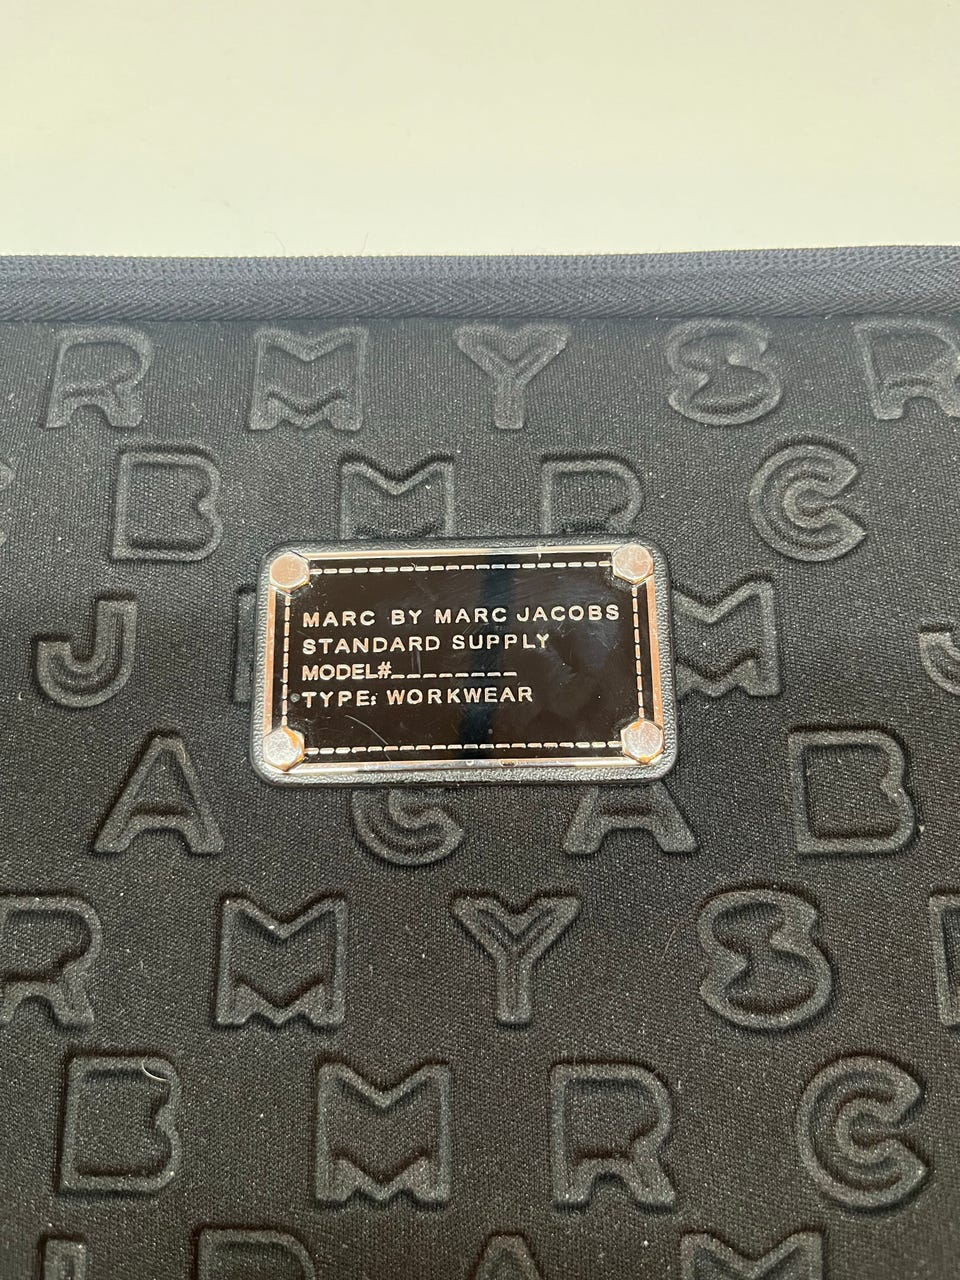 R M Y S R
B M R C
J M J
MARC BY MARC JACOBS
STANDARD SUPPLY
MODEL#________
TYPE: WORKWEAR
A C A B
R M Y S
B M R C
J R A M